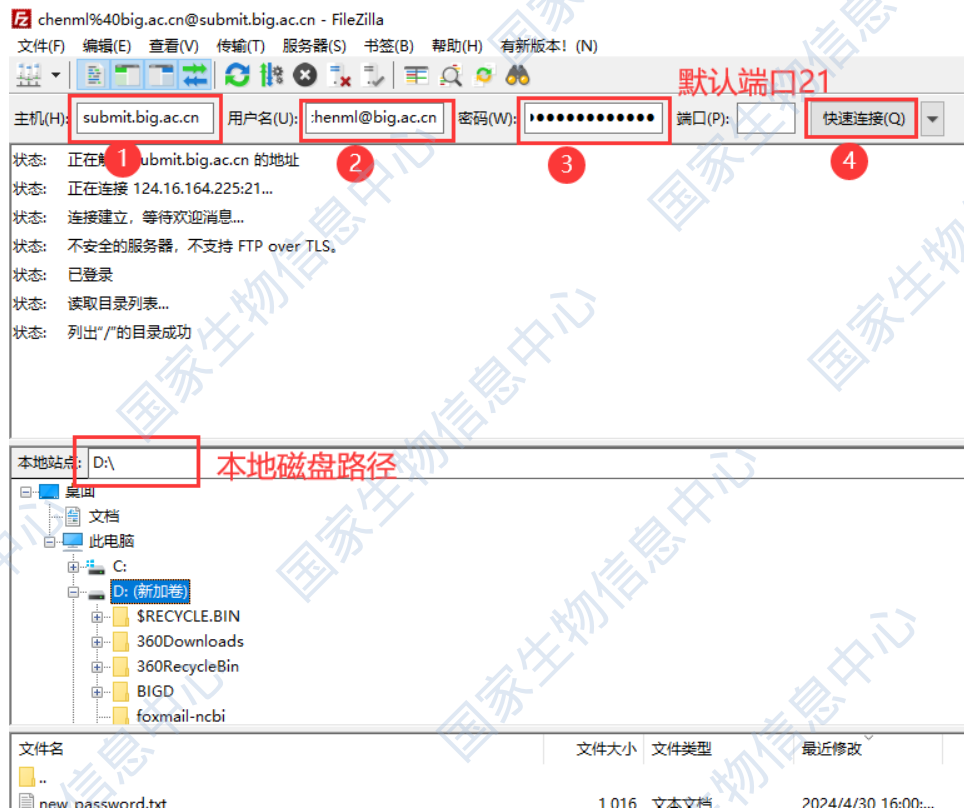 chenml%40big.ac.cn@submit.big.ac.cn - FileZilla
文件(F) 编辑(E) 查看(V) 传输(T) 服务器(S) 书签(B) 帮助(H) 有新版本! (N)
默认端口21
主机(H): submit.big.ac.cn 用户名(U): :henml@big.ac.cn 密码(W): ●●●●●●●●●●●●● 端口(P): 快速连接(Q)
1 2 3 4
状态: 正在 ubmit.big.ac.cn 的地址
状态: 正在连接 124.16.164.225:21...
状态: 连接建立，等待欢迎消息...
状态: 不安全的服务器，不支持 FTP over TLS。
状态: 已登录
状态: 读取目录列表...
状态: 列出“/”的目录成功
本地站点: D:\ 本地磁盘路径
桌面
文档
此电脑
C:
D: (新加卷)
$RECYCLE.BIN
360Downloads
360RecycleBin
BIGD
foxmail-ncbi
文件名 文件大小 文件类型 最近修改
..
new_password.txt 1,016 文本文档 2024/4/30 16:00:...
国家生物信息中心